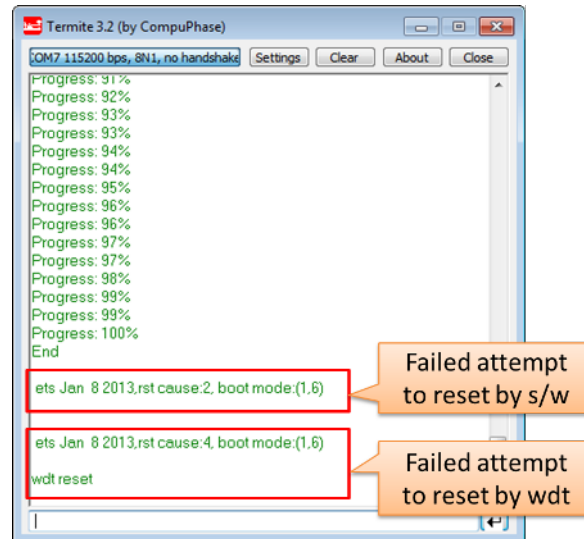 Termite 3.2 (by CompuPhase)
COM7 115200 bps, 8N1, no handshake Settings Clear About Close
Progress: 91%
Progress: 92%
Progress: 93%
Progress: 93%
Progress: 94%
Progress: 94%
Progress: 95%
Progress: 96%
Progress: 96%
Progress: 97%
Progress: 97%
Progress: 98%
Progress: 99%
Progress: 99%
Progress: 100%
End
ets Jan 8 2013,rst cause:2, boot mode:(1,6)
Failed attempt
to reset by s/w
ets Jan 8 2013,rst cause:4, boot mode:(1,6)
wdt reset
Failed attempt
to reset by wdt